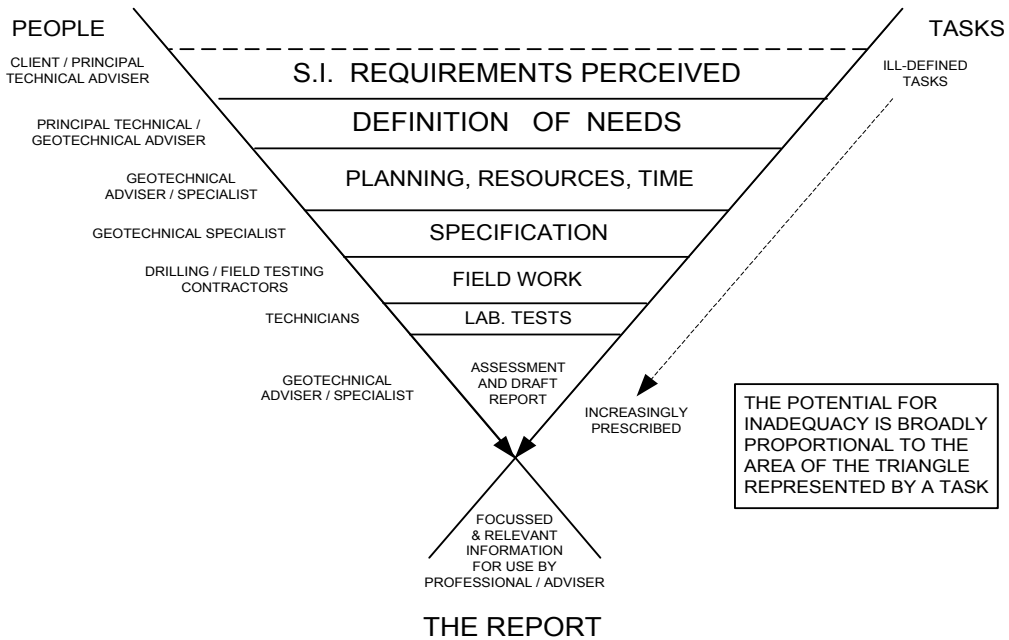 PEOPLE
TASKS
CLIENT / PRINCIPAL
TECHNICAL ADVISER
S.I. REQUIREMENTS PERCEIVED
ILL-DEFINED
TASKS
PRINCIPAL TECHNICAL /
GEOTECHNICAL ADVISER
DEFINITION OF NEEDS
GEOTECHNICAL
ADVISER / SPECIALIST
PLANNING, RESOURCES, TIME
GEOTECHNICAL SPECIALIST
SPECIFICATION
DRILLING / FIELD TESTING
CONTRACTORS
FIELD WORK
TECHNICIANS
LAB. TESTS
GEOTECHNICAL
ADVISER / SPECIALIST
ASSESSMENT
AND DRAFT
REPORT
INCREASINGLY
PRESCRIBED
THE POTENTIAL FOR
INADEQUACY IS BROADLY
PROPORTIONAL TO THE
AREA OF THE TRIANGLE
REPRESENTED BY A TASK
FOCUSSED
& RELEVANT
INFORMATION
FOR USE BY
PROFESSIONAL / ADVISER
THE REPORT